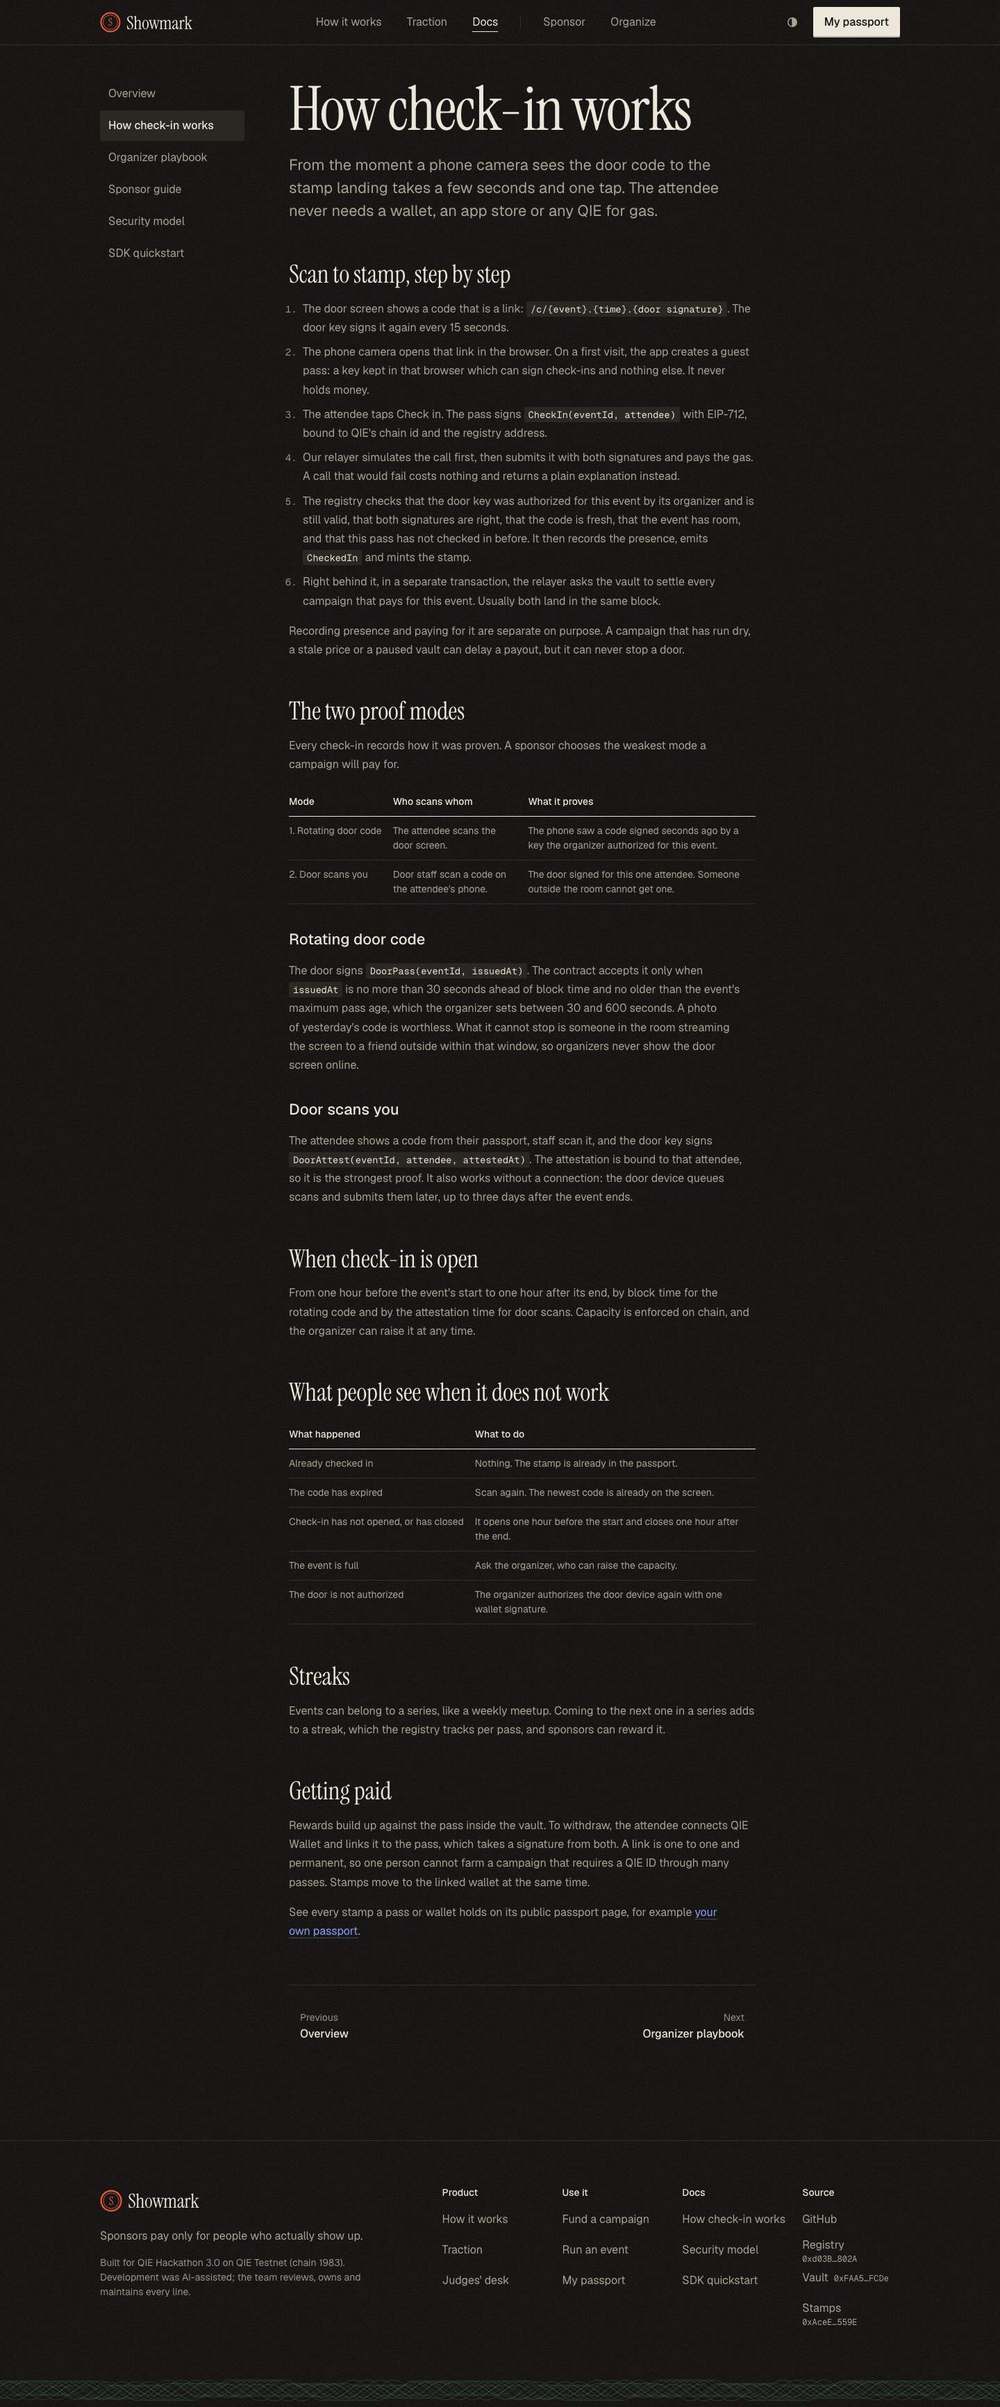 Showmark
How it works
Traction
Docs
Sponsor
Organize
My passport
Overview
How check-in works
Organizer playbook
Sponsor guide
Security model
SDK quickstart
How check-in works
From the moment a phone camera sees the door code to the
stamp landing takes a few seconds and one tap. The attendee
never needs a wallet, an app store or any QIE for gas.
Scan to stamp, step by step
1. The door screen shows a code that is a link: /c/{event}.{time}.{door signature}. The
door key signs it again every 15 seconds.
2. The phone camera opens that link in the browser. On a first visit, the app creates a guest
pass: a key kept in that browser which can sign check-ins and nothing else. It never
holds money.
3. The attendee taps Check in. The pass signs CheckIn(eventId, attendee) with EIP-712,
bound to QIE's chain id and the registry address.
4. Our relayer simulates the call first, then submits it with both signatures and pays the gas.
A call that would fail costs nothing and returns a plain explanation instead.
5. The registry checks that the door key was authorized for this event by its organizer and is
still valid, that both signatures are right, that the code is fresh, that the event has room,
and that this pass has not checked in before. It then records the presence, emits
CheckedIn and mints the stamp.
6. Right behind it, in a separate transaction, the relayer asks the vault to settle every
campaign that pays for this event. Usually both land in the same block.
Recording presence and paying for it are separate on purpose. A campaign that has run dry,
a stale price or a paused vault can delay a payout, but it can never stop a door.
The two proof modes
Every check-in records how it was proven. A sponsor chooses the weakest mode a
campaign will pay for.
Mode Who scans whom What it proves
1. Rotating door code The attendee scans the The phone saw a code signed seconds ago by a
door screen. key the organizer authorized for this event.
2. Door scans you Door staff scan a code on The door signed for this one attendee. Someone
the attendee's phone. outside the room cannot get one.
Rotating door code
The door signs DoorPass(eventId, issuedAt). The contract accepts it only when
issuedAt is no more than 30 seconds ahead of block time and no older than the event's
maximum pass age, which the organizer sets between 30 and 600 seconds. A photo
of yesterday's code is worthless. What it cannot stop is someone in the room streaming
the screen to a friend outside within that window, so organizers never show the door
screen online.
Door scans you
The attendee shows a code from their passport, staff scan it, and the door key signs
DoorAttest(eventId, attendee, attestedAt). The attestation is bound to that attendee,
so it is the strongest proof. It also works without a connection: the door device queues
scans and submits them later, up to three days after the event ends.
When check-in is open
From one hour before the event's start to one hour after its end, by block time for the
rotating code and by the attestation time for door scans. Capacity is enforced on chain, and
the organizer can raise it at any time.
What people see when it does not work
What happened What to do
Already checked in Nothing. The stamp is already in the passport.
The code has expired Scan again. The newest code is already on the screen.
Check-in has not opened, or has closed It opens one hour before the start and closes one hour after
the end.
The event is full Ask the organizer, who can raise the capacity.
The door is not authorized The organizer authorizes the door device again with one
wallet signature.
Streaks
Events can belong to a series, like a weekly meetup. Coming to the next one in a series adds
to a streak, which the registry tracks per pass, and sponsors can reward it.
Getting paid
Rewards build up against the pass inside the vault. To withdraw, the attendee connects QIE
Wallet and links it to the pass, which takes a signature from both. A link is one to one and
permanent, so one person cannot farm a campaign that requires a QIE ID through many
passes. Stamps move to the linked wallet at the same time.
See every stamp a pass or wallet holds on its public passport page, for example your
own passport.
Previous
Overview
Next
Organizer playbook
Showmark
Sponsors pay only for people who actually show up.
Built for QIE Hackathon 3.0 on QIE Testnet (chain 1983).
Development was AI-assisted; the team reviews, owns and
maintains every line.
Product
How it works
Traction
Judges' desk
Use it
Fund a campaign
Run an event
My passport
Docs
How check-in works
Security model
SDK quickstart
Source
GitHub
Registry
0xd03B…802A
Vault 0xFAA5…FCDe
Stamps
0xAceE…559E